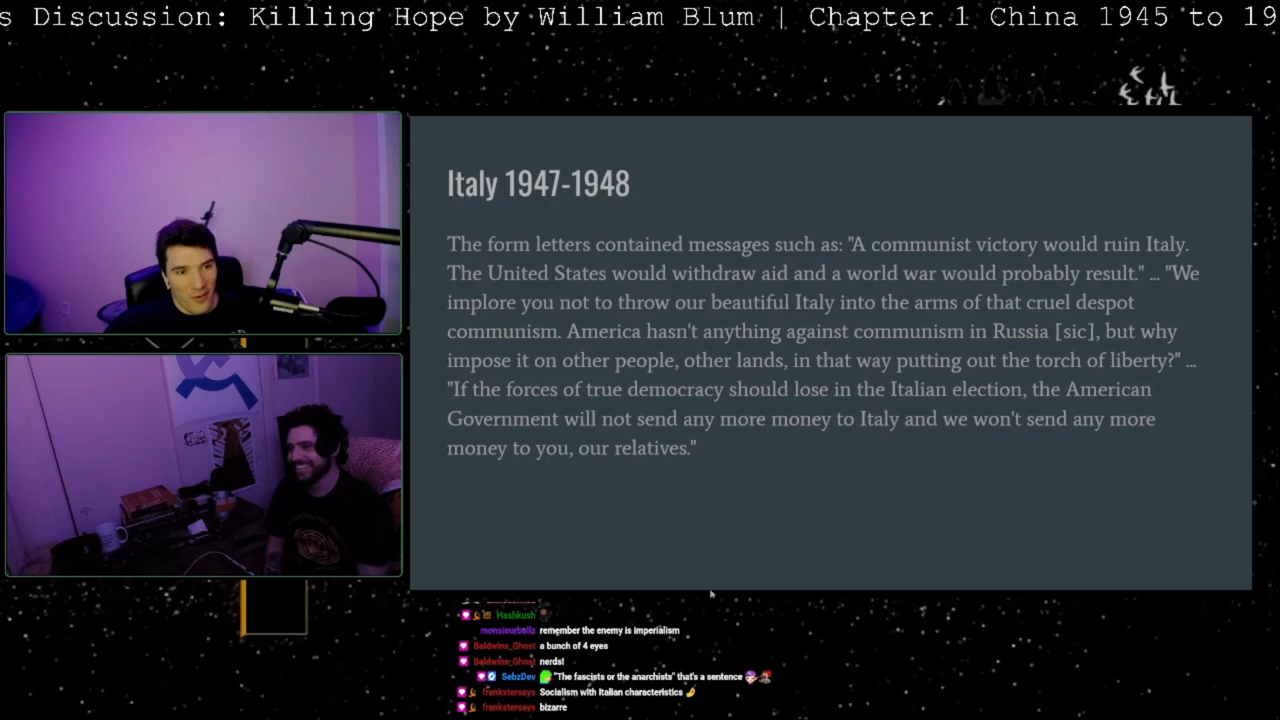 s Discussion: Killing Hope by William Blum | Chapter 1 China 1945 to 19
Italy 1947-1948
The form letters contained messages such as: "A communist victory would ruin Italy.
The United States would withdraw aid and a world war would probably result." ... "We
implore you not to throw our beautiful Italy into the arms of that cruel despot
communism. America hasn't anything against communism in Russia [sic], but why
impose it on other people, other lands, in that way putting out the torch of liberty?" ...
"If the forces of true democracy should lose in the Italian election, the American
Government will not send any more money to Italy and we won't send any more
money to you, our relatives."
Hashkush
monsieurballz remember the enemy is imperialism
Baldwins_Ghost a bunch of 4 eyes
Baldwins_Ghost nerds!
SebzDev "The fascists or the anarchists" that's a sentence
frankstersays Socialism with Italian characteristics
frankstersays bizarre